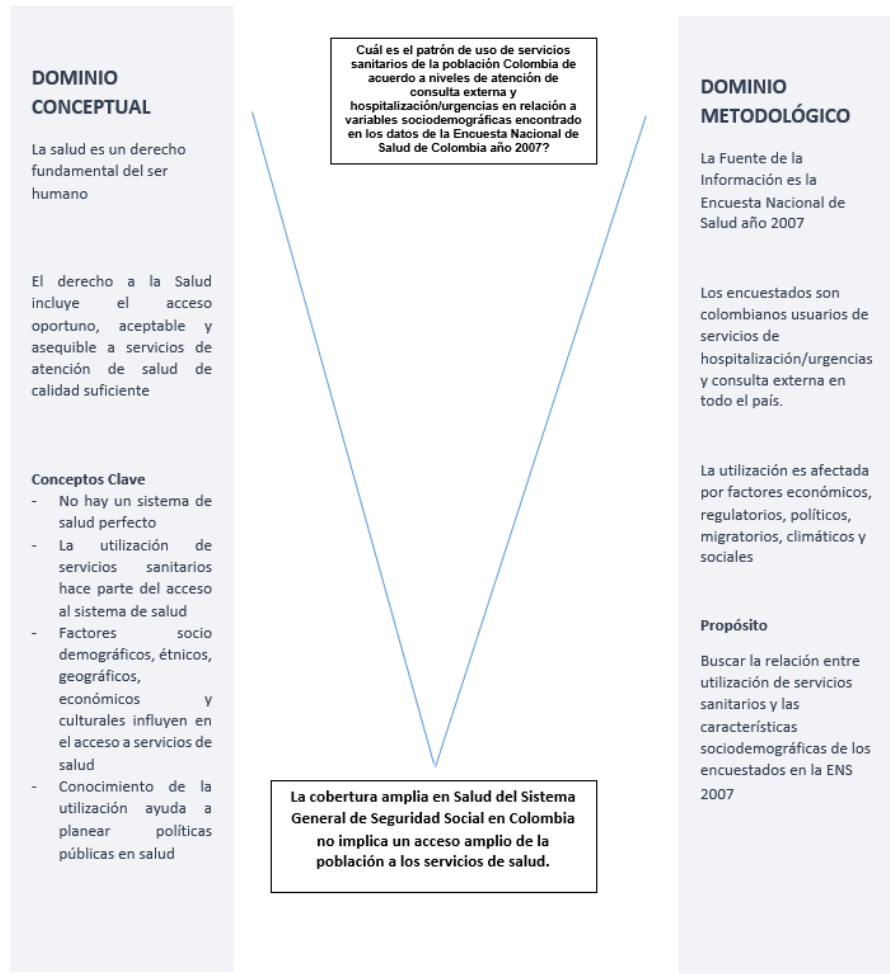 DOMINIO
CONCEPTUAL
La salud es un derecho
fundamental del ser
humano
El derecho a la Salud
incluye el acceso
oportuno, aceptable y
asequible a servicios de
atención de salud de
calidad suficiente
Conceptos Clave
- No hay un sistema de
salud perfecto
- La utilización de
servicios sanitarios
hace parte del acceso
al sistema de salud
- Factores socio
demográficos, étnicos,
geográficos,
económicos y
culturales influyen en
el acceso a servicios de
salud
- Conocimiento de la
utilización ayuda a
planear políticas
públicas en salud
Cuál es el patrón de uso de servicios
sanitarios de la población Colombia de
acuerdo a niveles de atención de
consulta externa y
hospitalización/urgencias en relación a
variables sociodemográficas encontrado
en los datos de la Encuesta Nacional de
Salud de Colombia año 2007?
La cobertura amplia en Salud del Sistema
General de Seguridad Social en Colombia
no implica un acceso amplio de la
población a los servicios de salud.
DOMINIO
METODOLÓGICO
La Fuente de la
Información es la
Encuesta Nacional de
Salud año 2007
Los encuestados son
colombianos usuarios de
servicios de
hospitalización/urgencias
y consulta externa en
todo el país.
La utilización es afectada
por factores económicos,
regulatorios, políticos,
migratorios, climáticos y
sociales
Propósito
Buscar la relación entre
utilización de servicios
sanitarios y las
características
sociodemográficas de los
encuestados en la ENS
2007